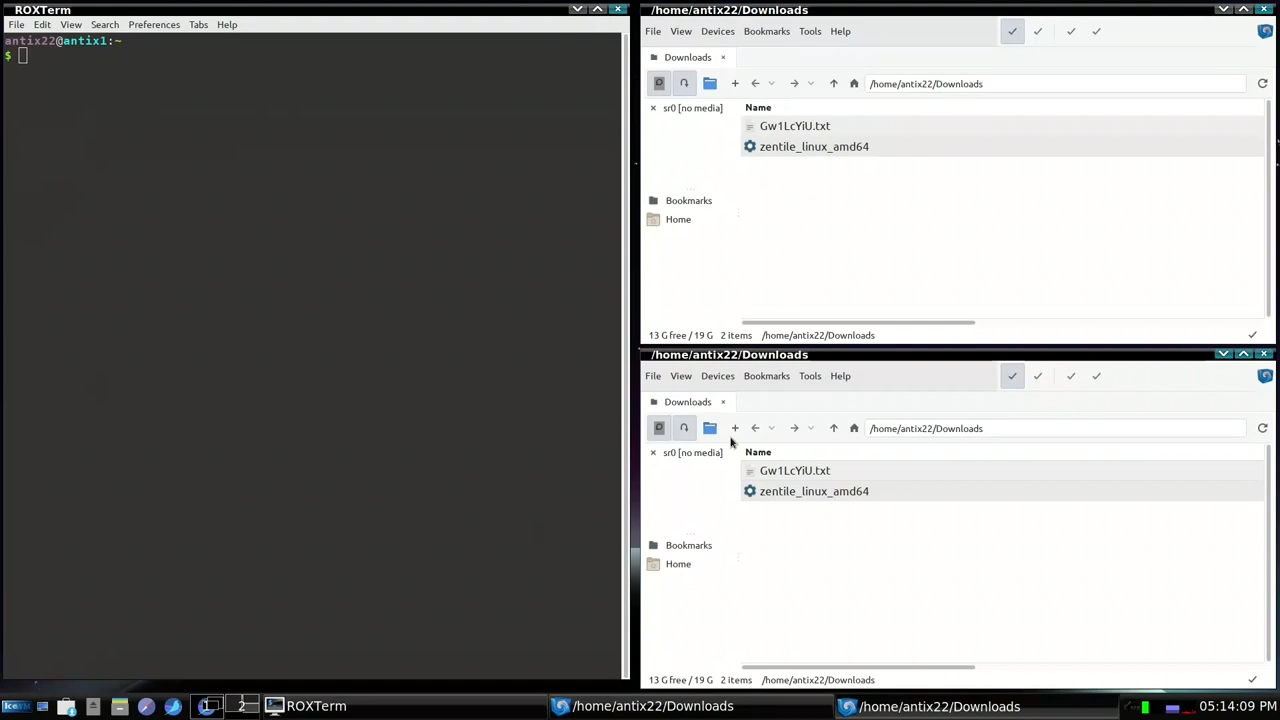 ROXTerm
File Edit View Search Preferences Tabs Help
antix22@antix1:~
$
/home/antix22/Downloads
File View Devices Bookmarks Tools Help
Downloads
/home/antix22/Downloads
sr0 [no media]
Name
Gw1LcYiU.txt
zentile_linux_amd64
Bookmarks
Home
13 G free / 19 G 2 items /home/antix22/Downloads
/home/antix22/Downloads
File View Devices Bookmarks Tools Help
Downloads
/home/antix22/Downloads
sr0 [no media]
Name
Gw1LcYiU.txt
zentile_linux_amd64
Bookmarks
Home
13 G free / 19 G 2 items /home/antix22/Downloads
IceWM 1 2 ROXTerm /home/antix22/Downloads /home/antix22/Downloads 05:14:09 PM